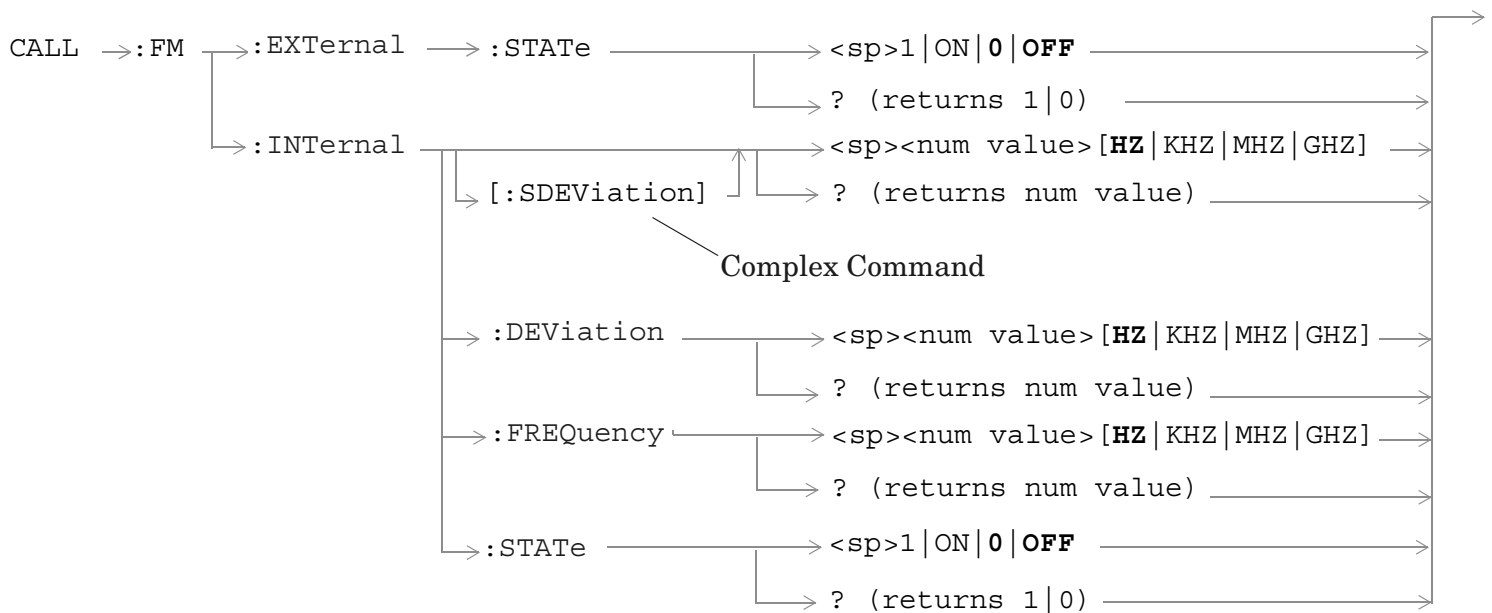 CALL :FM :EXTernal :STATe <sp>1|ON|0|OFF
? (returns 1|0)
:INTernal <sp><num value>[HZ|KHZ|MHZ|GHZ]
[:SDEViation] ? (returns num value)
Complex Command
:DEViation <sp><num value>[HZ|KHZ|MHZ|GHZ]
? (returns num value)
:FREQuency <sp><num value>[HZ|KHZ|MHZ|GHZ]
? (returns num value)
:STATe <sp>1|ON|0|OFF
? (returns 1|0)